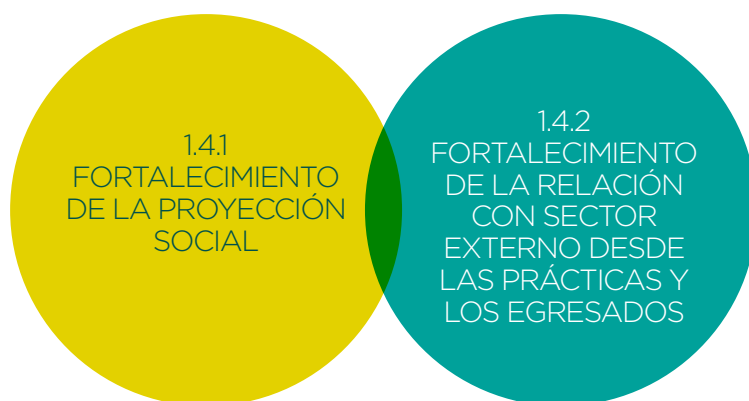 1.4.1
FORTALECIMIENTO
DE LA PROYECCIÓN
SOCIAL
1.4.2
FORTALECIMIENTO
DE LA RELACIÓN
CON SECTOR
EXTERNO DESDE
LAS PRÁCTICAS Y
LOS EGRESADOS